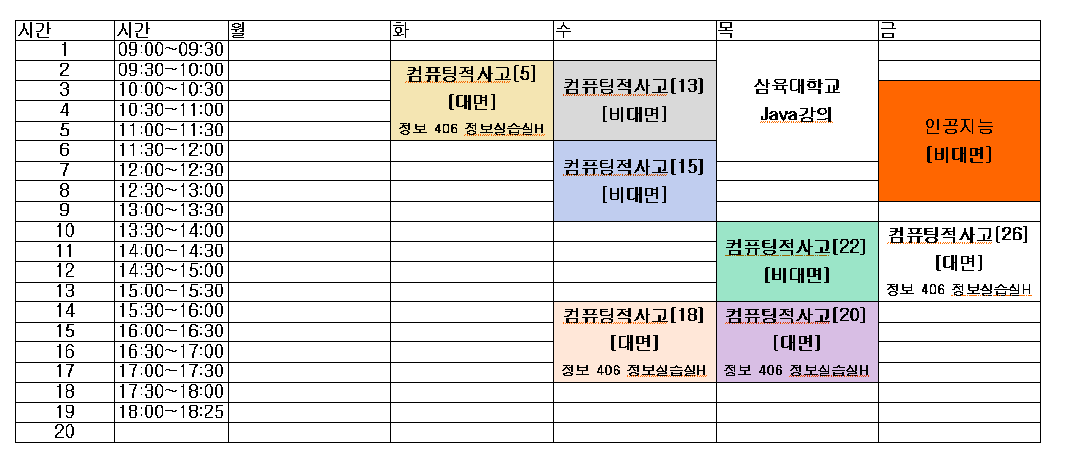 시간 시간 월 화 수 목 금
1 09:00~09:30
2 09:30~10:00
3 10:00~10:30
4 10:30~11:00
5 11:00~11:30
6 11:30~12:00
7 12:00~12:30
8 12:30~13:00
9 13:00~13:30
10 13:30~14:00
11 14:00~14:30
12 14:30~15:00
13 15:00~15:30
14 15:30~16:00
15 16:00~16:30
16 16:30~17:00
17 17:00~17:30
18 17:30~18:00
19 18:00~18:25
20
컴퓨팅적사고[5]
[대면]
정보 406 정보실습실H
컴퓨팅적사고[13]
[비대면]
컴퓨팅적사고[15]
[비대면]
컴퓨팅적사고[18]
[대면]
정보 406 정보실습실H
삼육대학교
Java강의
컴퓨팅적사고[22]
[비대면]
컴퓨팅적사고[20]
[대면]
정보 406 정보실습실H
인공지능
[비대면]
컴퓨팅적사고[26]
[대면]
정보 406 정보실습실H